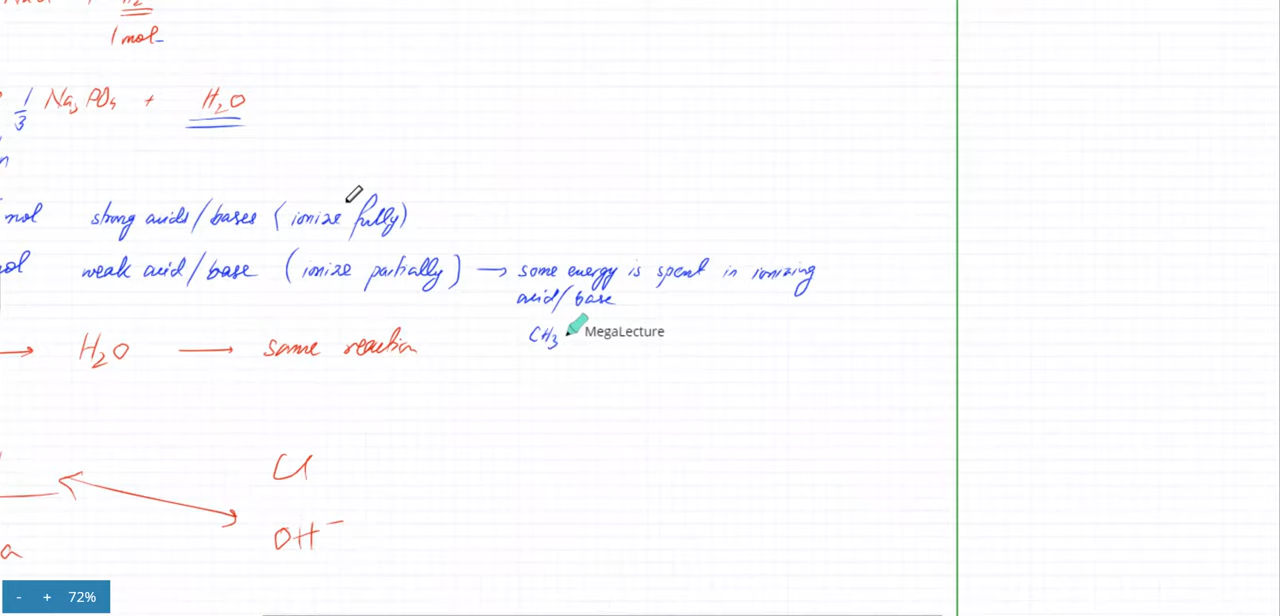 1 mol
1/3 Na3PO4 + H2O
mol strong acids/bases (ionize fully)
weak acid/base (ionize partially) → some energy is spent in ionizing
acid/base
CH3 MegaLecture
→ H2O → same reaction
Cl
OH-
a
- + 72%